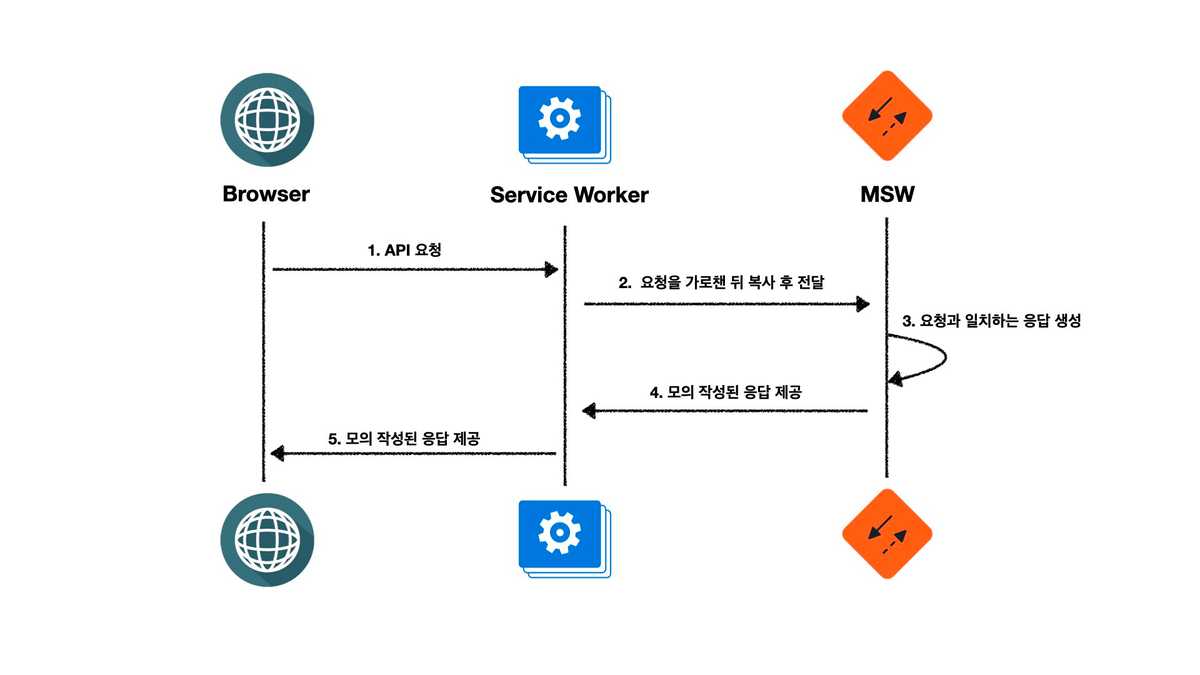 Browser
Service Worker
MSW
1. API 요청
2. 요청을 가로챈 뒤 복사 후 전달
3. 요청과 일치하는 응답 생성
4. 모의 작성된 응답 제공
5. 모의 작성된 응답 제공